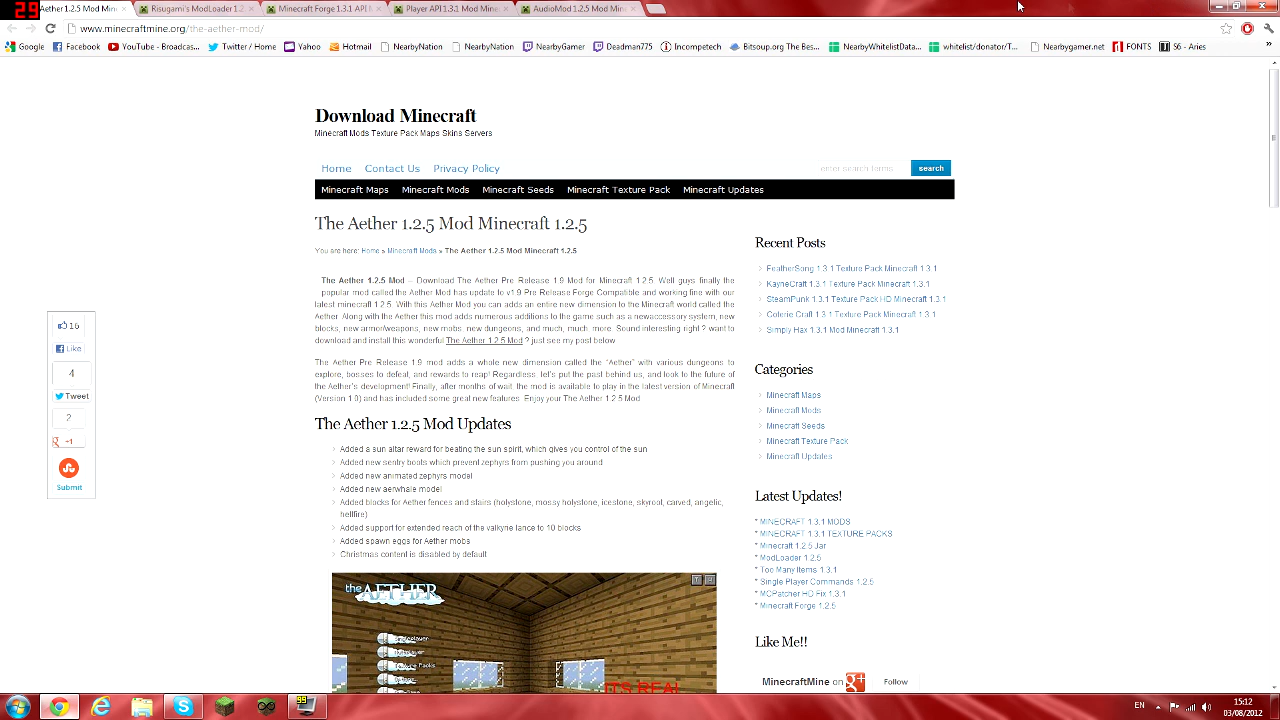 29
Aether 1.2.5 Mod Min
Risugami's ModLoader 1.2
Minecraft Forge 1.3.1 API
Player API 1.3.1 Mod Mine
AudioMod 1.2.5 Mod Mine
www.minecraftmine.org/the-aether-mod/
Google
Facebook
YouTube - Broadcas...
Twitter / Home
Yahoo
Hotmail
NearbyNation
NearbyNation
NearbyGamer
Deadman775
Incompetech
Bitsoup.org The Bes...
NearbyWhitelistData...
whitelist/donator/T...
Nearbygamer.net
FONTS
S6 - Aries
Download Minecraft
Minecraft Mods Texture Pack Maps Skins Servers
Home
Contact Us
Privacy Policy
enter search terms
search
Minecraft Maps
Minecraft Mods
Minecraft Seeds
Minecraft Texture Pack
Minecraft Updates
The Aether 1.2.5 Mod Minecraft 1.2.5
You are here: Home » Minecraft Mods » The Aether 1.2.5 Mod Minecraft 1.2.5
The Aether 1.2.5 Mod – Download The Aether Pre Release 1.9 Mod for Minecraft 1.2.5. Well guys finally the
popular mod called the Aether Mod has update to v1.9 Pre Release Forge Compatible and working fine with our
latest minecraft 1.2.5. With this Aether Mod you can adds an entire new dimension to the Minecraft world called the
Aether. Along with the Aether this mod adds numerous additions to the game such as a newaccessory system, new
blocks, new armor/weapons, new mobs, new dungeons, and much, much more. Sound interesting right ? want to
download and install this wonderful The Aether 1.2.5 Mod ? just see my post below
The Aether Pre Release 1.9 mod adds a whole new dimension called the “Aether” with various dungeons to
explore, bosses to defeat, and rewards to reap! Regardless, let's put the past behind us, and look to the future of
the Aether's development! Finally, after months of wait, the mod is available to play in the latest version of Minecraft
(Version 1.0) and has included some great new features. Enjoy your The Aether 1.2.5 Mod
The Aether 1.2.5 Mod Updates
Added a sun altar reward for beating the sun spirit, which gives you control of the sun
Added new sentry boots which prevent zephyrs from pushing you around
Added new animated zephyrs model
Added new aerwhale model
Added blocks for Aether fences and stairs (holystone, mossy holystone, icestone, skyroot, carved, angelic,
hellfire)
Added support for extended reach of the valkyrie lance to 10 blocks
Added spawn eggs for Aether mobs
Christmas content is disabled by default
the AETHER
T
Texture Packs
ITS REAL
16
Like
4
Tweet
2
+1
Submit
Recent Posts
FeatherSong 1.3.1 Texture Pack Minecraft 1.3.1
KayneCraft 1.3.1 Texture Pack Minecraft 1.3.1
SteamPunk 1.3.1 Texture Pack HD Minecraft 1.3.1
Coterie Craft 1.3.1 Texture Pack Minecraft 1.3.1
Simply Hax 1.3.1 Mod Minecraft 1.3.1
Categories
Minecraft Maps
Minecraft Mods
Minecraft Seeds
Minecraft Texture Pack
Minecraft Updates
Latest Updates!
* MINECRAFT 1.3.1 MODS
* MINECRAFT 1.3.1 TEXTURE PACKS
* Minecraft 1.2.5 Jar
* ModLoader 1.2.5
* Too Many Items 1.3.1
* Single Player Commands 1.2.5
* MCPatcher HD Fix 1.3.1
* Minecraft Forge 1.2.5
Like Me!!
MinecraftMine on
Follow
99
EN
15:12
03/08/2012